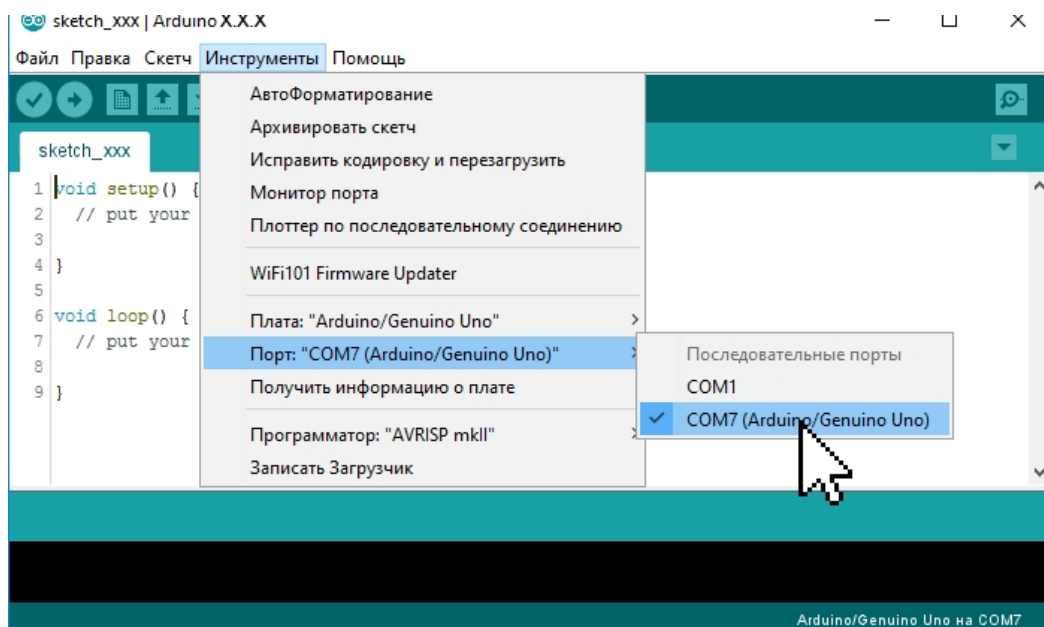 sketch_xxx | Arduino X.X.X
Файл Правка Скетч Инструменты Помощь
sketch_xxx
АвтоФорматирование
Архивировать скетч
Исправить кодировку и перезагрузить
Монитор порта
Плоттер по последовательному соединению
WiFi101 Firmware Updater
Плата: "Arduino/Genuino Uno"
Порт: "COM7 (Arduino/Genuino Uno)"
Получить информацию о плате
Программатор: "AVRISP mkII"
Записать Загрузчик
Последовательные порты
COM1
COM7 (Arduino/Genuino Uno)
1 void setup() {
2 // put your
3
4 }
5
6 void loop() {
7 // put your
8
9 }
Arduino/Genuino Uno на COM7